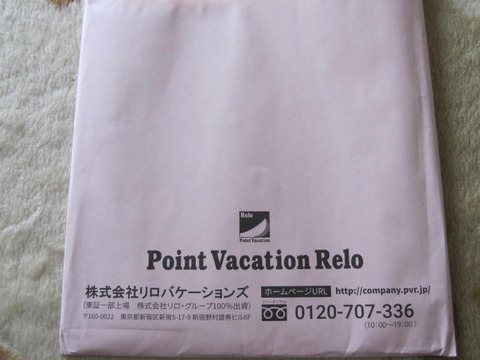 Relo
Point Vacation
Point Vacation Relo
株式会社リロバケーションズ
ホームページURL http://company.pvr.jp/
(東証一部上場 株式会社リロ・グループ100%出資)
フリーダイヤル 0120-707-336
〒160-0022 東京都新宿区新宿5-17-9 新宿野村證券ビル6F
(10:00~19:00)